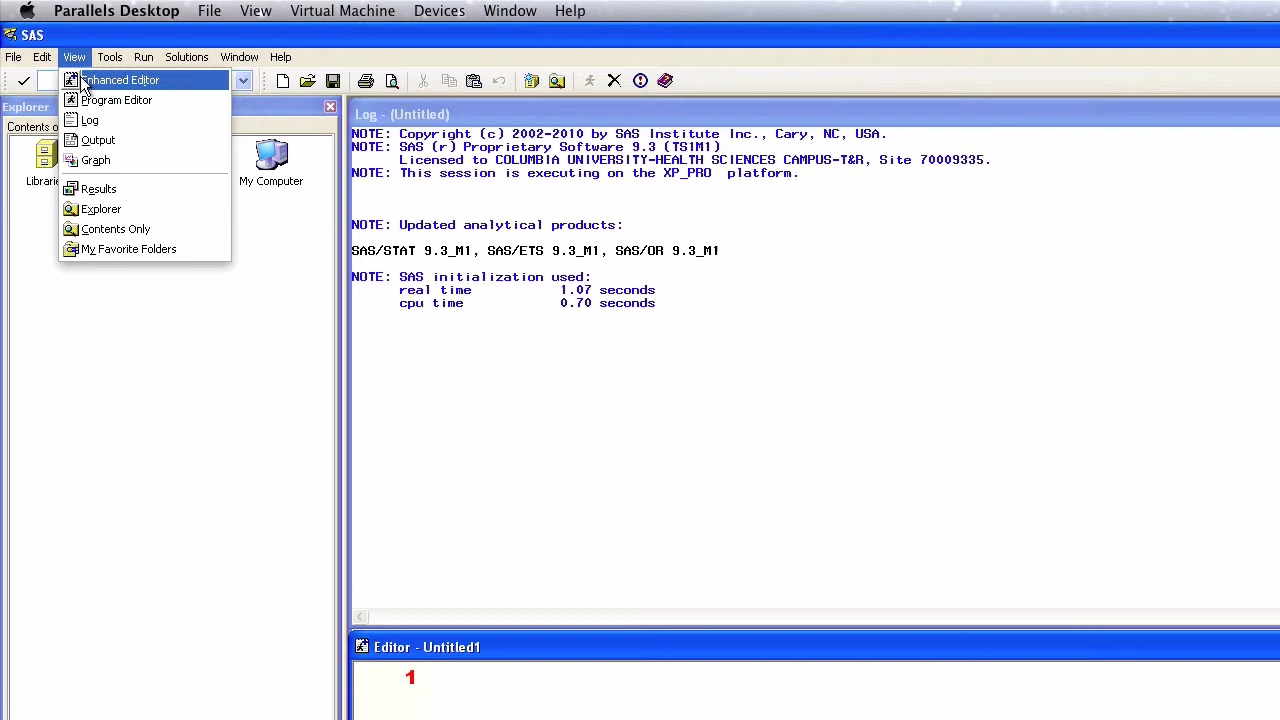 Parallels Desktop File View Virtual Machine Devices Window Help
SAS
File Edit View Tools Run Solutions Window Help
Enhanced Editor
Program Editor
Log
Output
Graph
Results
Explorer
Contents Only
My Favorite Folders
Explorer
Contents o
Librarie
My Computer
Log - (Untitled)
NOTE: Copyright (c) 2002-2010 by SAS Institute Inc., Cary, NC, USA.
NOTE: SAS (r) Proprietary Software 9.3 (TS1M1)
Licensed to COLUMBIA UNIVERSITY-HEALTH SCIENCES CAMPUS-T&R, Site 70009335.
NOTE: This session is executing on the XP_PRO platform.
NOTE: Updated analytical products:
SAS/STAT 9.3_M1, SAS/ETS 9.3_M1, SAS/OR 9.3_M1
NOTE: SAS initialization used:
real time 1.07 seconds
cpu time 0.70 seconds
Editor - Untitled1
1